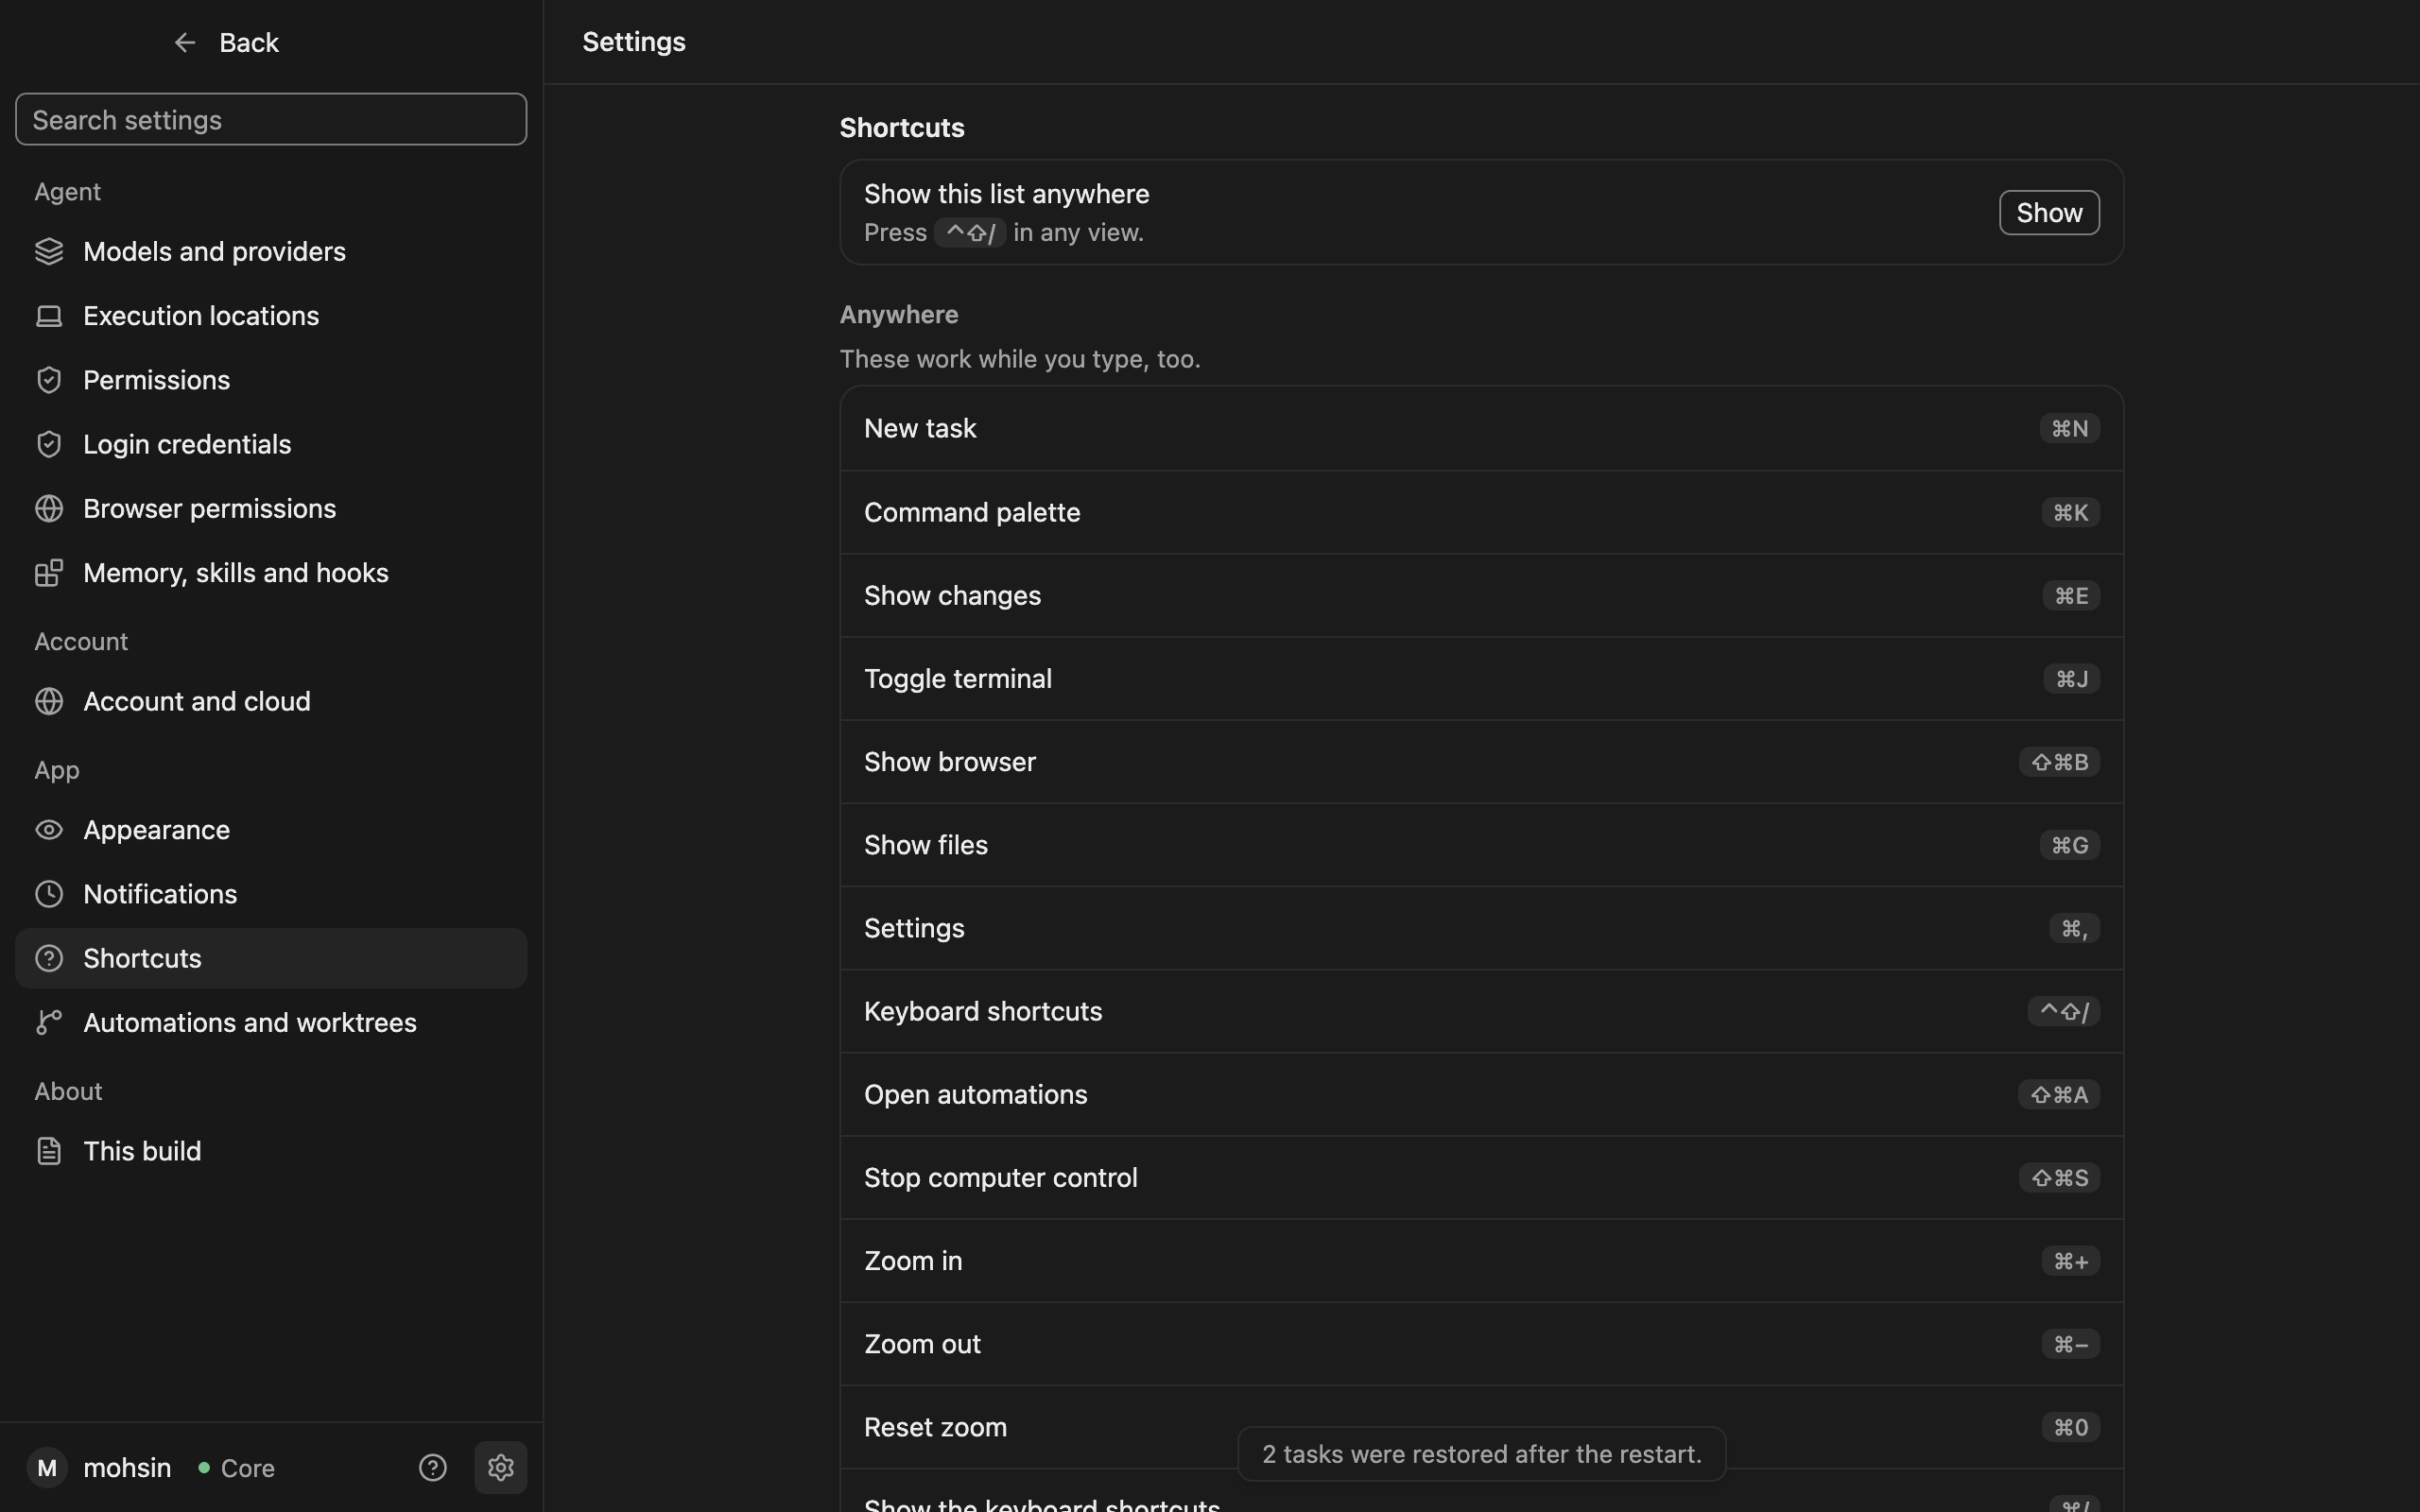 Back
Search settings
Agent
Models and providers
Execution locations
Permissions
Login credentials
Browser permissions
Memory, skills and hooks
Account
Account and cloud
App
Appearance
Notifications
Shortcuts
Automations and worktrees
About
This build
M mohsin Core
Settings
Shortcuts
Show this list anywhere
Press ⌃⇧/ in any view.
Show
Anywhere
These work while you type, too.
New task ⌘N
Command palette ⌘K
Show changes ⌘E
Toggle terminal ⌘J
Show browser ⇧⌘B
Show files ⌘G
Settings ⌘,
Keyboard shortcuts ⌃⇧/
Open automations ⇧⌘A
Stop computer control ⇧⌘S
Zoom in ⌘+
Zoom out ⌘−
Reset zoom ⌘0
2 tasks were restored after the restart.
Show the keyboard shortcuts ⌘/